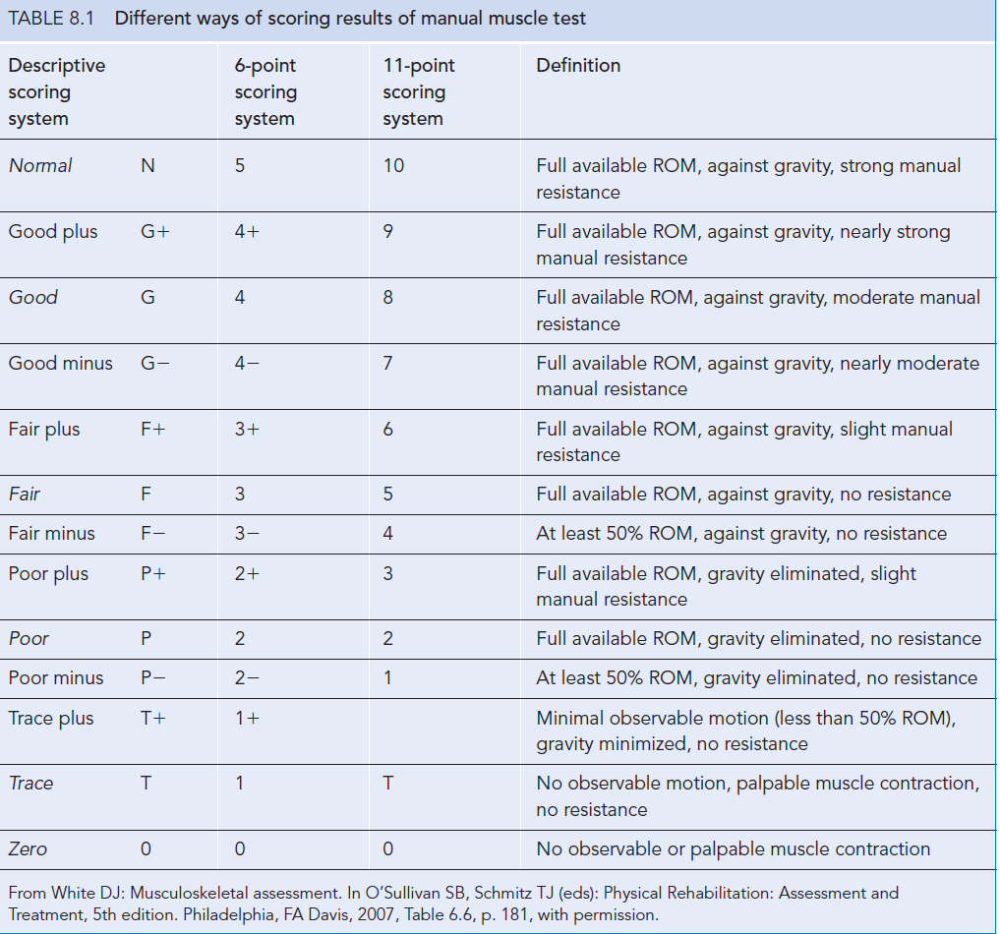 TABLE 8.1 Different ways of scoring results of manual muscle test
Descriptive scoring system 6-point scoring system 11-point scoring system Definition
Normal N 5 10 Full available ROM, against gravity, strong manual
resistance
Good plus G+ 4+ 9 Full available ROM, against gravity, nearly strong
manual resistance
Good G 4 8 Full available ROM, against gravity, moderate manual
resistance
Good minus G− 4− 7 Full available ROM, against gravity, nearly moderate
manual resistance
Fair plus F+ 3+ 6 Full available ROM, against gravity, slight manual
resistance
Fair F 3 5 Full available ROM, against gravity, no resistance
Fair minus F− 3− 4 At least 50% ROM, against gravity, no resistance
Poor plus P+ 2+ 3 Full available ROM, gravity eliminated, slight
manual resistance
Poor P 2 2 Full available ROM, gravity eliminated, no resistance
Poor minus P− 2− 1 At least 50% ROM, gravity eliminated, no resistance
Trace plus T+ 1+ Minimal observable motion (less than 50% ROM),
gravity minimized, no resistance
Trace T 1 T No observable motion, palpable muscle contraction,
no resistance
Zero 0 0 0 No observable or palpable muscle contraction
From White DJ: Musculoskeletal assessment. In O'Sullivan SB, Schmitz TJ (eds): Physical Rehabilitation: Assessment and
Treatment, 5th edition. Philadelphia, FA Davis, 2007, Table 6.6, p. 181, with permission.